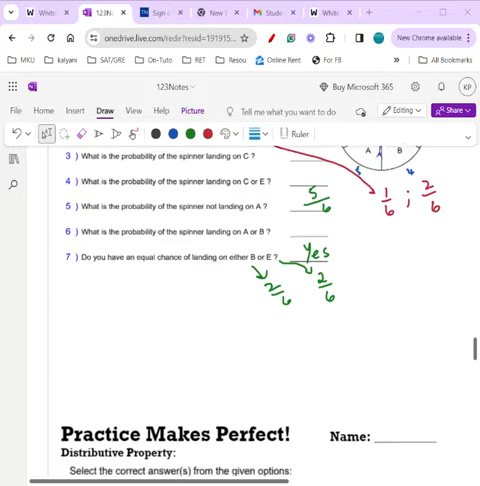 White
123Note
Sign o
New T
Student
M Gmail
White
onedrive.live.com/redir?resid=191915...
New Chrome available
MKU
kalyani
SAT/GRE
On-Tuto
RET
Resou
Online Rent
For FB
All Bookmarks
Buy Microsoft 365
KP
123Notes
File Home Insert Draw View Help Picture Tell me what you want to do Editing Share
Ruler
3 ) What is the probability of the spinner landing on C ?
A B
5 4
4 ) What is the probability of the spinner landing on C or E ?
1/6 ; 2/6
5 ) What is the probability of the spinner not landing on A ? 5/6
6 ) What is the probability of the spinner landing on A or B ?
7 ) Do you have an equal chance of landing on either B or E ? Yes
2/6 2/6
Practice Makes Perfect! Name: ________
Distributive Property:
Select the correct answer(s) from the given options: